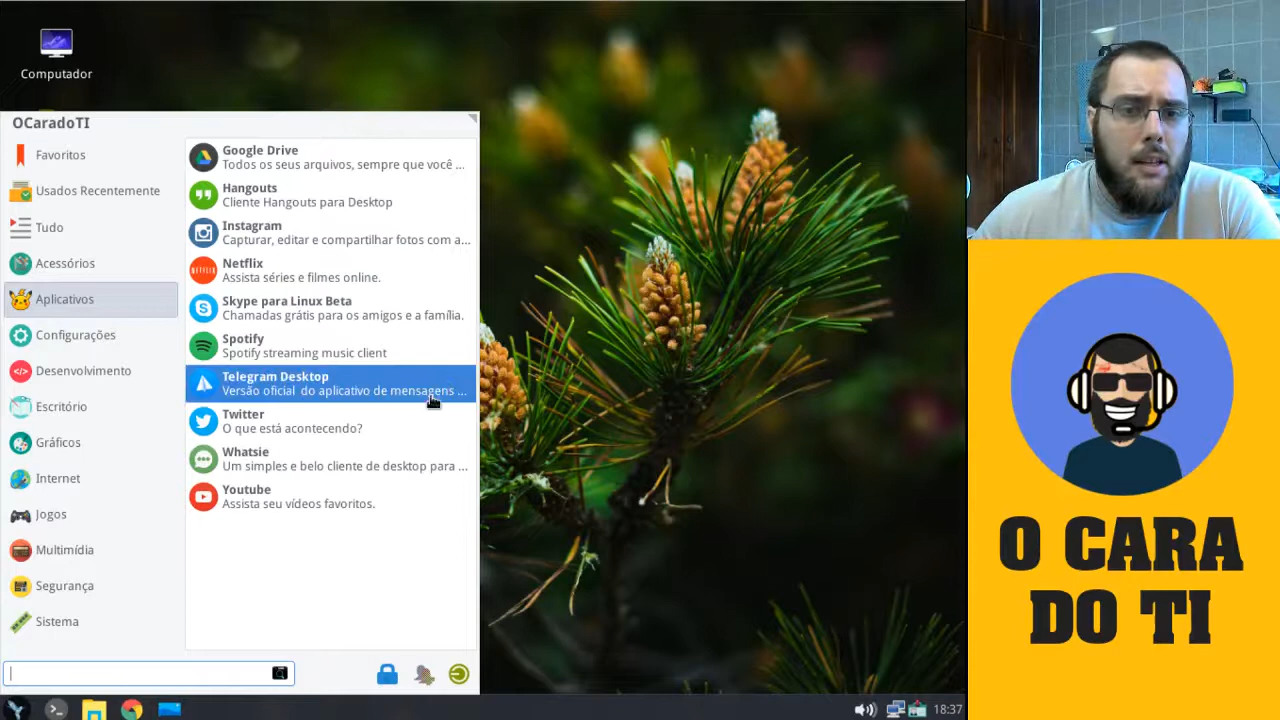 Computador
OCaradoTI
Favoritos
Usados Recentemente
Tudo
Acessórios
Aplicativos
Configurações
Desenvolvimento
Escritório
Gráficos
Internet
Jogos
Multimídia
Segurança
Sistema
Google Drive
Todos os seus arquivos, sempre que você ...
Hangouts
Cliente Hangouts para Desktop
Instagram
Capturar, editar e compartilhar fotos com a...
NETFLIX
Netflix
Assista séries e filmes online.
Skype para Linux Beta
Chamadas grátis para os amigos e a família.
Spotify
Spotify streaming music client
Telegram Desktop
Versão oficial do aplicativo de mensagens ...
Twitter
O que está acontecendo?
Whatsie
Um simples e belo cliente de desktop para ...
Youtube
Assista seu vídeos favoritos.
18:37
O CARA
DO TI